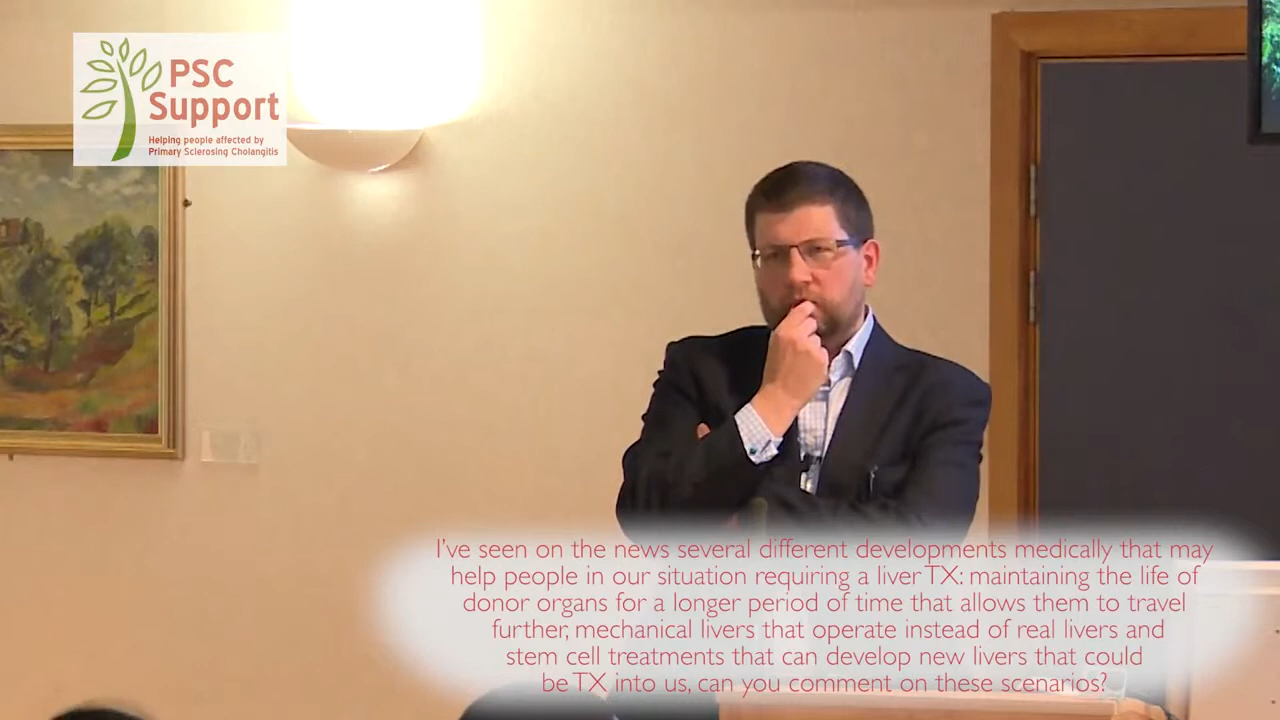 PSC
Support
Helping people affected by
Primary Sclerosing Cholangitis
I've seen on the news several different developments medically that may
help people in our situation requiring a liver TX: maintaining the life of
donor organs for a longer period of time that allows them to travel
further, mechanical livers that operate instead of real livers and
stem cell treatments that can develop new livers that could
be TX into us, can you comment on these scenarios?